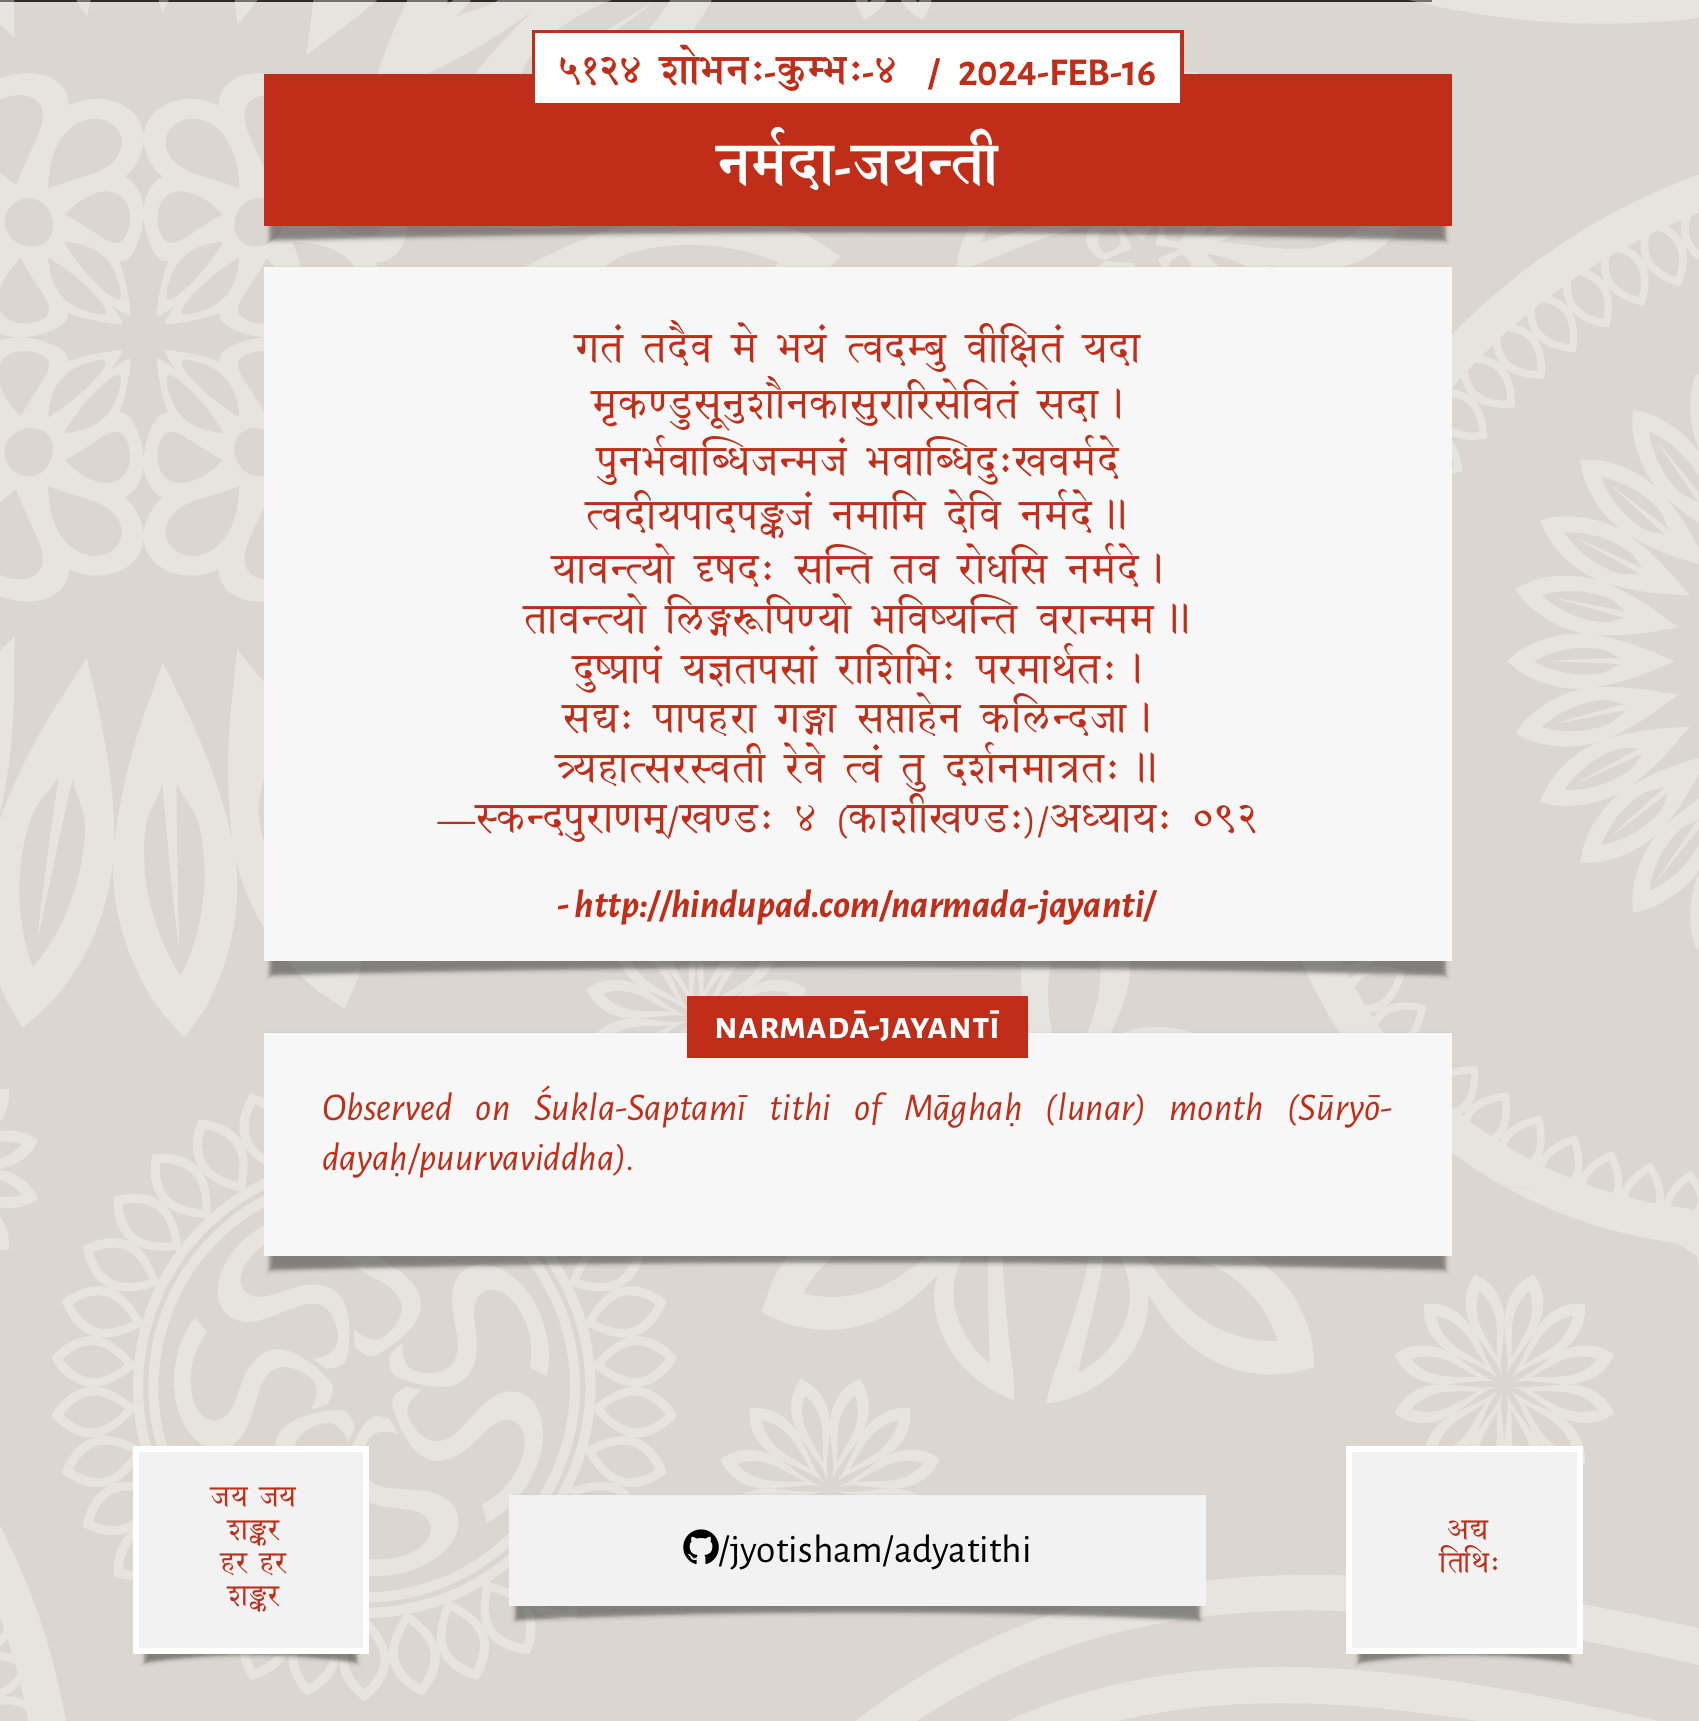 ५१२४ शोभनः-कुम्भः-४ / 2024-FEB-16
नर्मदा-जयन्ती
गतं तदैव मे भयं त्वदम्बु वीक्षितं यदा
मृकण्डुसूनुशौनकासुरारिसेवितं सदा।
पुनर्भवाब्धिजन्मजं भवाब्धिदुःखवर्मदे
त्वदीयपादपङ्कजं नमामि देवि नर्मदे॥
यावन्त्यो दृषदः सन्ति तव रोधसि नर्मदे।
तावन्त्यो लिङ्गरूपिण्यो भविष्यन्ति वरान्मम॥
दुष्प्रापं यज्ञतपसां राशिभिः परमार्थतः।
सद्यः पापहरा गङ्गा सप्ताहेन कलिन्दजा।
त्र्यहात्सरस्वती रेवे त्वं तु दर्शनमात्रतः॥
—स्कन्दपुराणम्/खण्डः ४ (काशीखण्डः)/अध्यायः ०९२
- http://hindupad.com/narmada-jayanti/
NARMADĀ-JAYANTĪ
Observed on Śukla-Saptamī tithi of Māghaḥ (lunar) month (Sūryō-
dayaḥ/puurvaviddha).
जय जय
शङ्कर
हर हर
शङ्कर
/jyotisham/adyatithi
अद्य
तिथिः